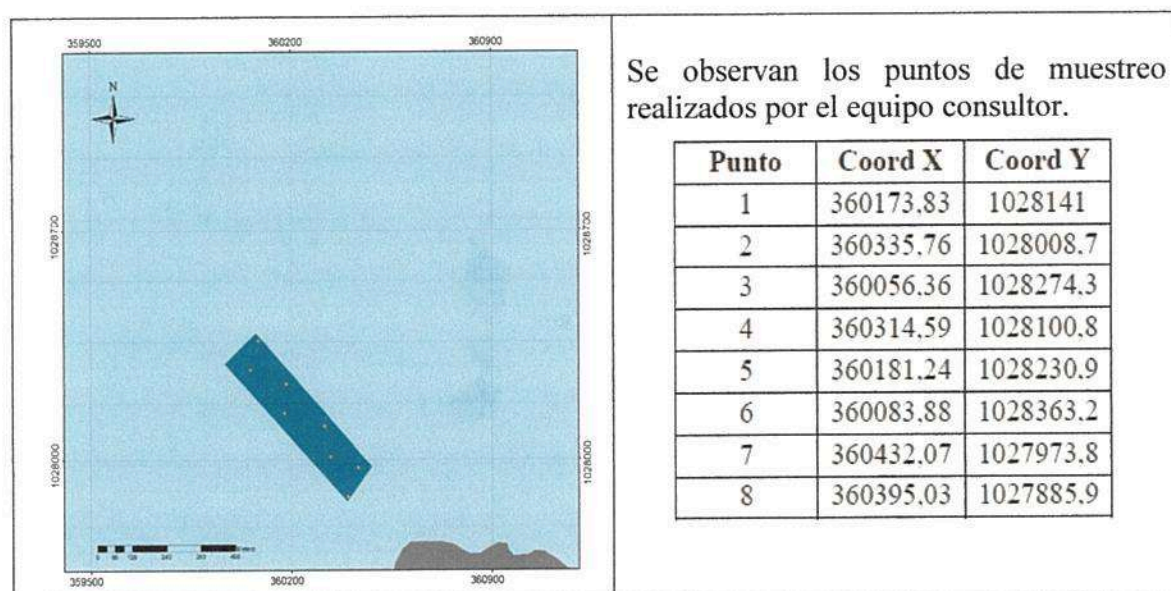 359500 360200 360900
N
1028700 1028700
1028000 1028000
359500 360200 360900
Se observan los puntos de muestreo
realizados por el equipo consultor.
Punto Coord X Coord Y
1 360173,83 1028141
2 360335,76 1028008,7
3 360056,36 1028274,3
4 360314,59 1028100,8
5 360181,24 1028230,9
6 360083,88 1028363,2
7 360432,07 1027973,8
8 360395,03 1027885,9